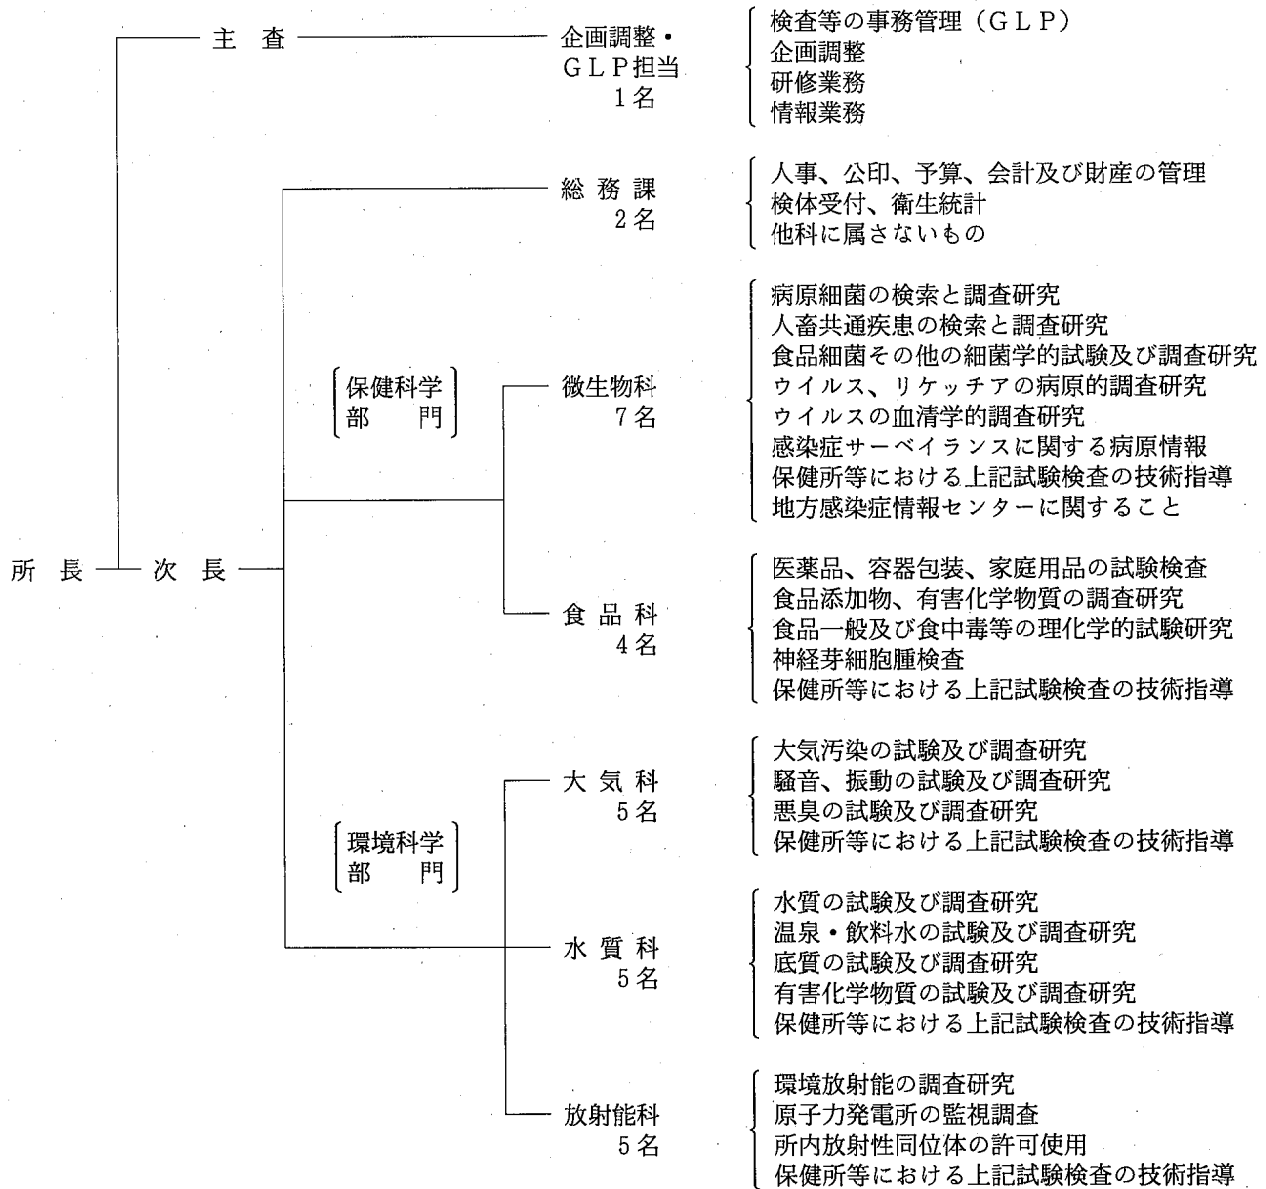 主　査
企画調整・
ＧＬＰ担当
1名
検査等の事務管理（ＧＬＰ）
企画調整
研修業務
情報業務
総 務 課
2名
人事、公印、予算、会計及び財産の管理
検体受付、衛生統計
他科に属さないもの
保健科学
部　　門
微生物科
7名
病原細菌の検索と調査研究
人畜共通疾患の検索と調査研究
食品細菌その他の細菌学的試験及び調査研究
ウイルス、リケッチアの病原的調査研究
ウイルスの血清学的調査研究
感染症サーベイランスに関する病原情報
保健所等における上記試験検査の技術指導
地方感染症情報センターに関すること
所　長
次　長
食 品 科
4名
医薬品、容器包装、家庭用品の試験検査
食品添加物、有害化学物質の調査研究
食品一般及び食中毒等の理化学的試験研究
神経芽細胞腫検査
保健所等における上記試験検査の技術指導
環境科学
部　　門
大 気 科
5名
大気汚染の試験及び調査研究
騒音、振動の試験及び調査研究
悪臭の試験及び調査研究
保健所等における上記試験検査の技術指導
水 質 科
5名
水質の試験及び調査研究
温泉・飲料水の試験及び調査研究
底質の試験及び調査研究
有害化学物質の試験及び調査研究
保健所等における上記試験検査の技術指導
放射能科
5名
環境放射能の調査研究
原子力発電所の監視調査
所内放射性同位体の許可使用
保健所等における上記試験検査の技術指導